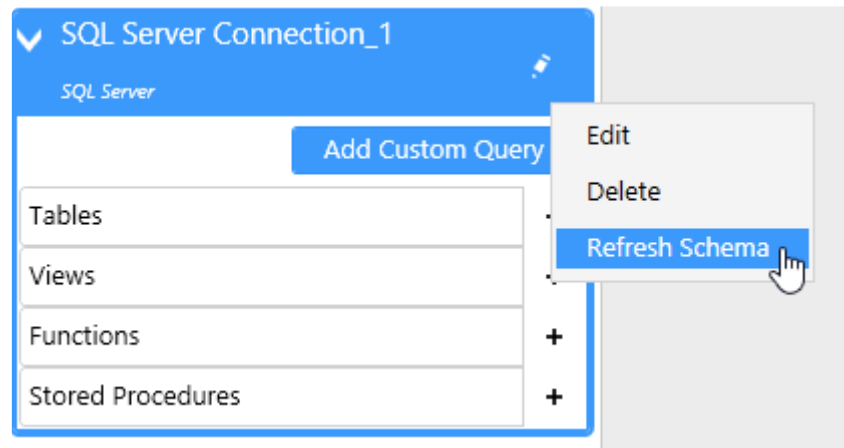 SQL Server Connection_1
SQL Server
Add Custom Query
Edit
Delete
Refresh Schema
Tables
Views
Functions
+
Stored Procedures
+